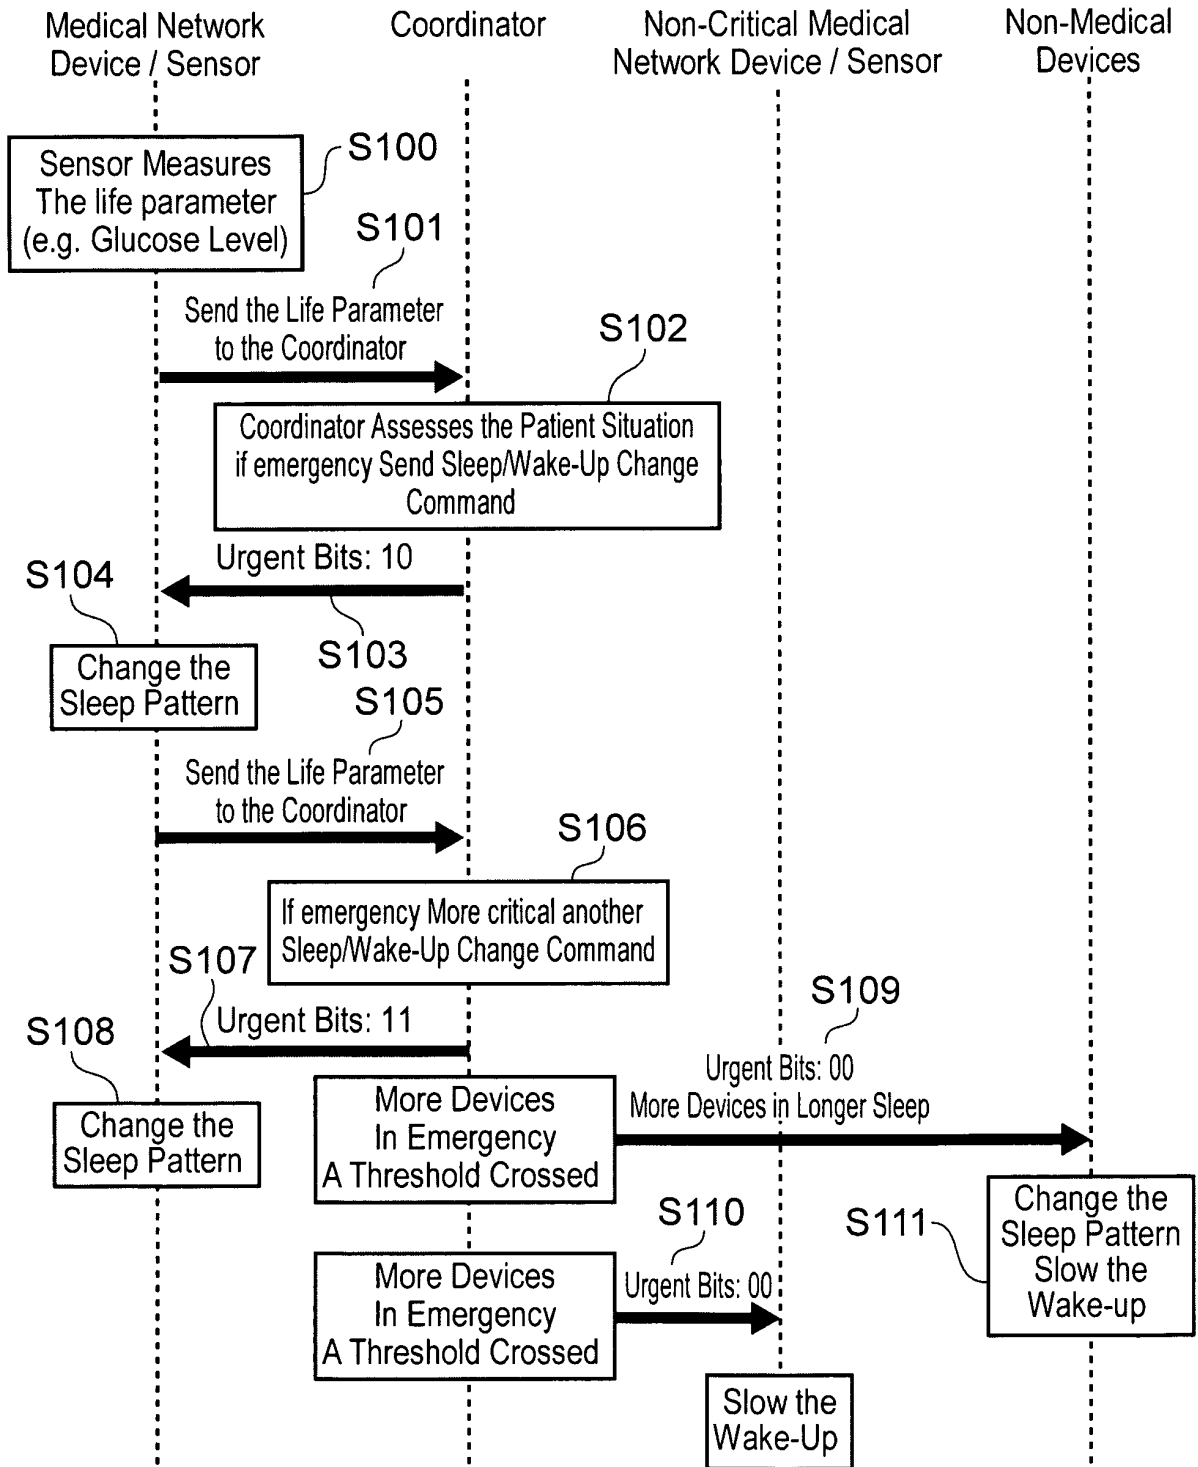 Medical Network
Device / Sensor
Coordinator
Non-Critical Medical
Network Device / Sensor
Non-Medical
Devices
Sensor Measures
The life parameter
(e.g. Glucose Level)
S100
S101
Send the Life Parameter
to the Coordinator
S102
Coordinator Assesses the Patient Situation
if emergency Send Sleep/Wake-Up Change
Command
Urgent Bits: 10
S103
S104
Change the
Sleep Pattern
S105
Send the Life Parameter
to the Coordinator
S106
If emergency More critical another
Sleep/Wake-Up Change Command
S107
Urgent Bits: 11
S108
Change the
Sleep Pattern
More Devices
In Emergency
A Threshold Crossed
S109
Urgent Bits: 00
More Devices in Longer Sleep
S111
Change the
Sleep Pattern
Slow the
Wake-up
More Devices
In Emergency
A Threshold Crossed
S110
Urgent Bits: 00
Slow the
Wake-Up